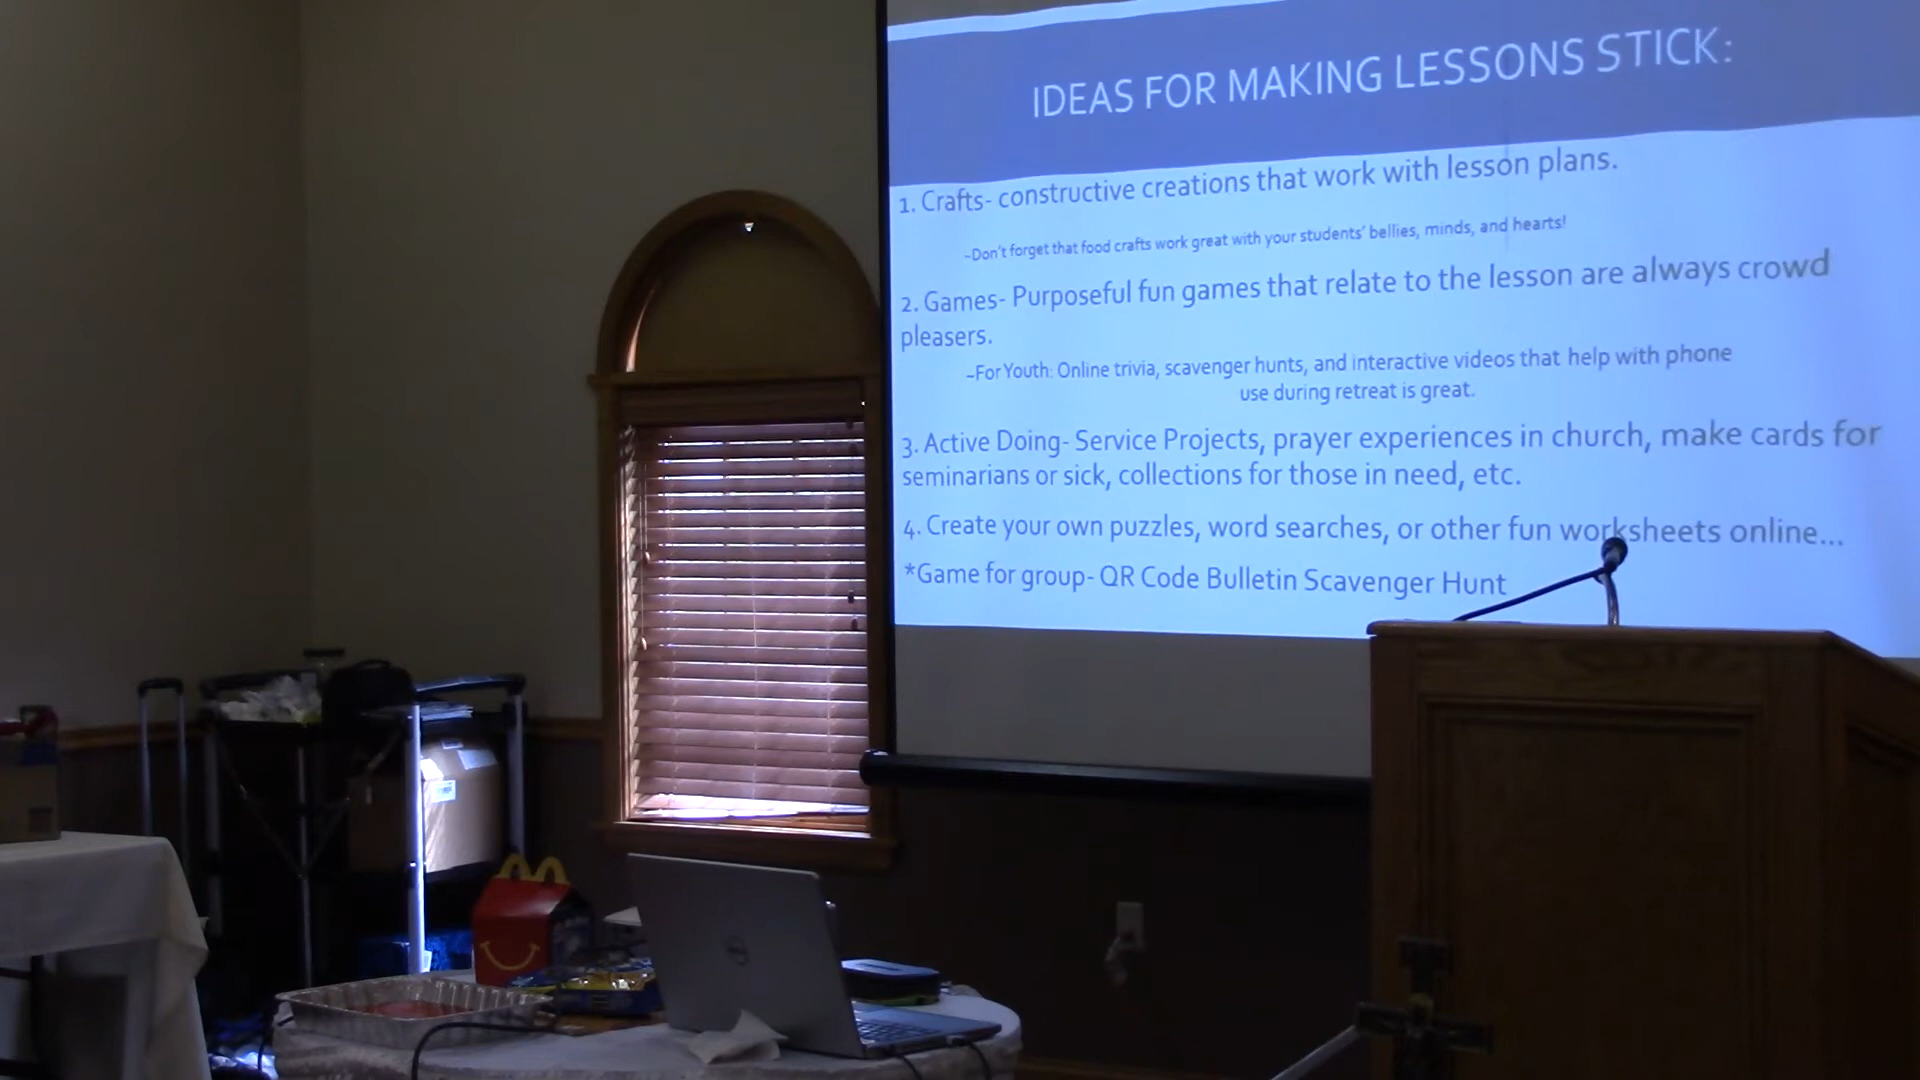 IDEAS FOR MAKING LESSONS STICK:
1. Crafts- constructive creations that work with lesson plans.
~Don't forget that food crafts work great with your students' bellies, minds, and hearts!
2. Games- Purposeful fun games that relate to the lesson are always crowd
pleasers.
~For Youth: Online trivia, scavenger hunts, and interactive videos that help with phone
use during retreat is great.
3. Active Doing- Service Projects, prayer experiences in church, make cards for
seminarians or sick, collections for those in need, etc.
4. Create your own puzzles, word searches, or other fun worksheets online...
*Game for group- QR Code Bulletin Scavenger Hunt